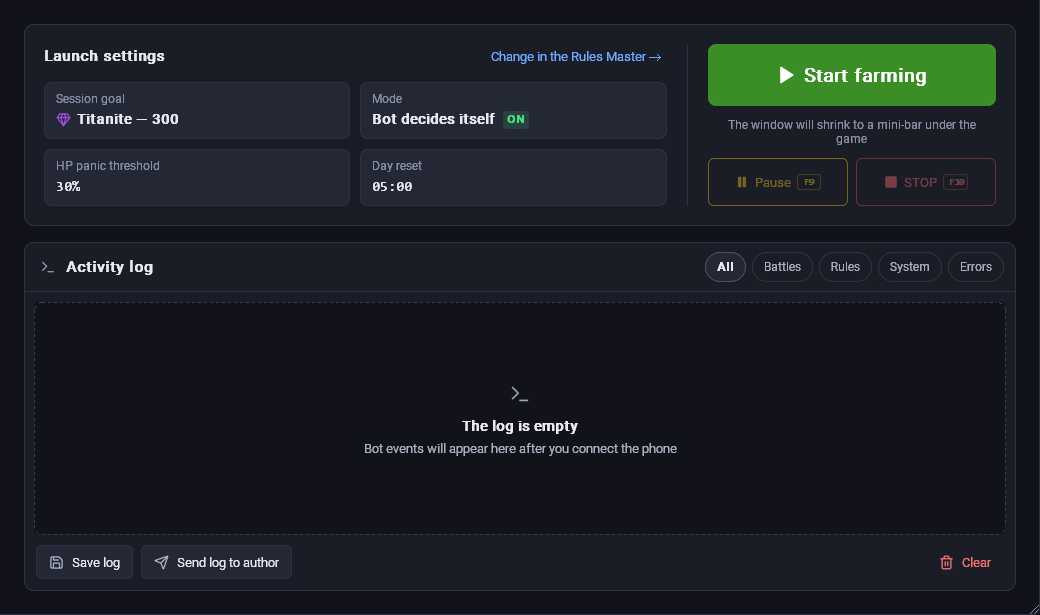 Launch settings
Change in the Rules Master →
Session goal
Titanite — 300
Mode
Bot decides itself ON
HP panic threshold
30%
Day reset
05:00
Start farming
The window will shrink to a mini-bar under the
game
Pause F9
STOP F10
Activity log
All
Battles
Rules
System
Errors
The log is empty
Bot events will appear here after you connect the phone
Save log
Send log to author
Clear